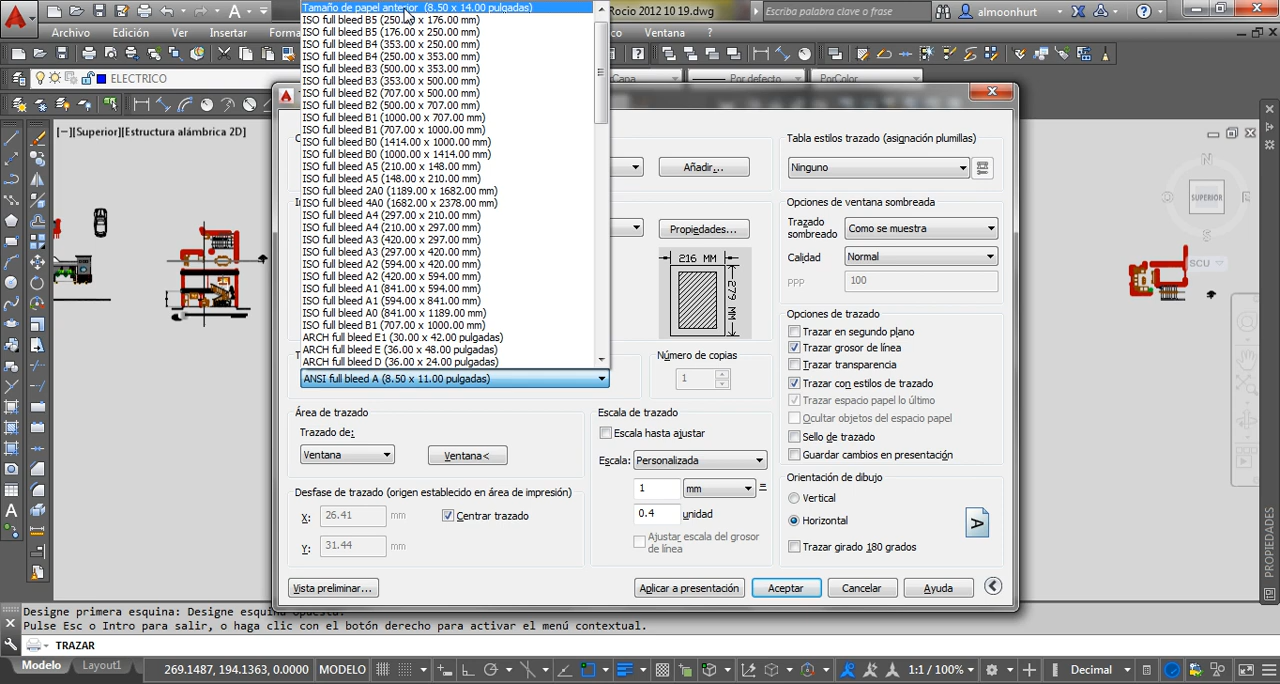 Rocio 2012 10 19.dwg
Escriba palabra clave o frase
almoonhurt
Archivo Edición Ver Insertar Ventana ?
ELECTRICO
Por defecto
PorColor
[−][Superior][Estructura alámbrica 2D]
Tamaño de papel anterior (8.50 x 14.00 pulgadas)
ISO full bleed B5 (250.00 x 176.00 mm)
ISO full bleed B5 (176.00 x 250.00 mm)
ISO full bleed B4 (353.00 x 250.00 mm)
ISO full bleed B4 (250.00 x 353.00 mm)
ISO full bleed B3 (500.00 x 353.00 mm)
ISO full bleed B3 (353.00 x 500.00 mm)
ISO full bleed B2 (707.00 x 500.00 mm)
ISO full bleed B2 (500.00 x 707.00 mm)
ISO full bleed B1 (1000.00 x 707.00 mm)
ISO full bleed B1 (707.00 x 1000.00 mm)
ISO full bleed B0 (1414.00 x 1000.00 mm)
ISO full bleed B0 (1000.00 x 1414.00 mm)
ISO full bleed A5 (210.00 x 148.00 mm)
ISO full bleed A5 (148.00 x 210.00 mm)
ISO full bleed 2A0 (1189.00 x 1682.00 mm)
ISO full bleed 4A0 (1682.00 x 2378.00 mm)
ISO full bleed A4 (297.00 x 210.00 mm)
ISO full bleed A4 (210.00 x 297.00 mm)
ISO full bleed A3 (420.00 x 297.00 mm)
ISO full bleed A3 (297.00 x 420.00 mm)
ISO full bleed A2 (594.00 x 420.00 mm)
ISO full bleed A2 (420.00 x 594.00 mm)
ISO full bleed A1 (841.00 x 594.00 mm)
ISO full bleed A1 (594.00 x 841.00 mm)
ISO full bleed A0 (841.00 x 1189.00 mm)
ISO full bleed B1 (707.00 x 1000.00 mm)
ARCH full bleed E1 (30.00 x 42.00 pulgadas)
ARCH full bleed E (36.00 x 48.00 pulgadas)
ARCH full bleed D (36.00 x 24.00 pulgadas)
ANSI full bleed A (8.50 x 11.00 pulgadas)
Añadir...
Propiedades...
216 MM
279 MM
Número de copias
1
Área de trazado
Trazado de:
Ventana
Ventana<
Desfase de trazado (origen establecido en área de impresión)
X: 26.41 mm
Centrar trazado
Y: 31.44 mm
Escala de trazado
Escala hasta ajustar
Escala: Personalizada
1 mm =
0.4 unidad
Ajustar escala del grosor
de línea
Tabla estilos trazado (asignación plumillas)
Ninguno
Opciones de ventana sombreada
Trazado
sombreado
Como se muestra
Calidad Normal
PPP 100
Opciones de trazado
Trazar en segundo plano
Trazar grosor de línea
Trazar transparencia
Trazar con estilos de trazado
Trazar espacio papel lo último
Ocultar objetos del espacio papel
Sello de trazado
Guardar cambios en presentación
Orientación de dibujo
Vertical
Horizontal
A
Trazar girado 180 grados
Vista preliminar...
Aplicar a presentación
Aceptar
Cancelar
Ayuda
N
O SUPERIOR E
S
SCU
PROPIEDADES
Designe primera esquina: Designe esquina opuesta:
Pulse Esc o Intro para salir, o haga clic con el botón derecho para activar el menú contextual.
TRAZAR
Modelo Layout1
269.1487, 194.1363, 0.0000 MODELO
1:1 / 100%
Decimal